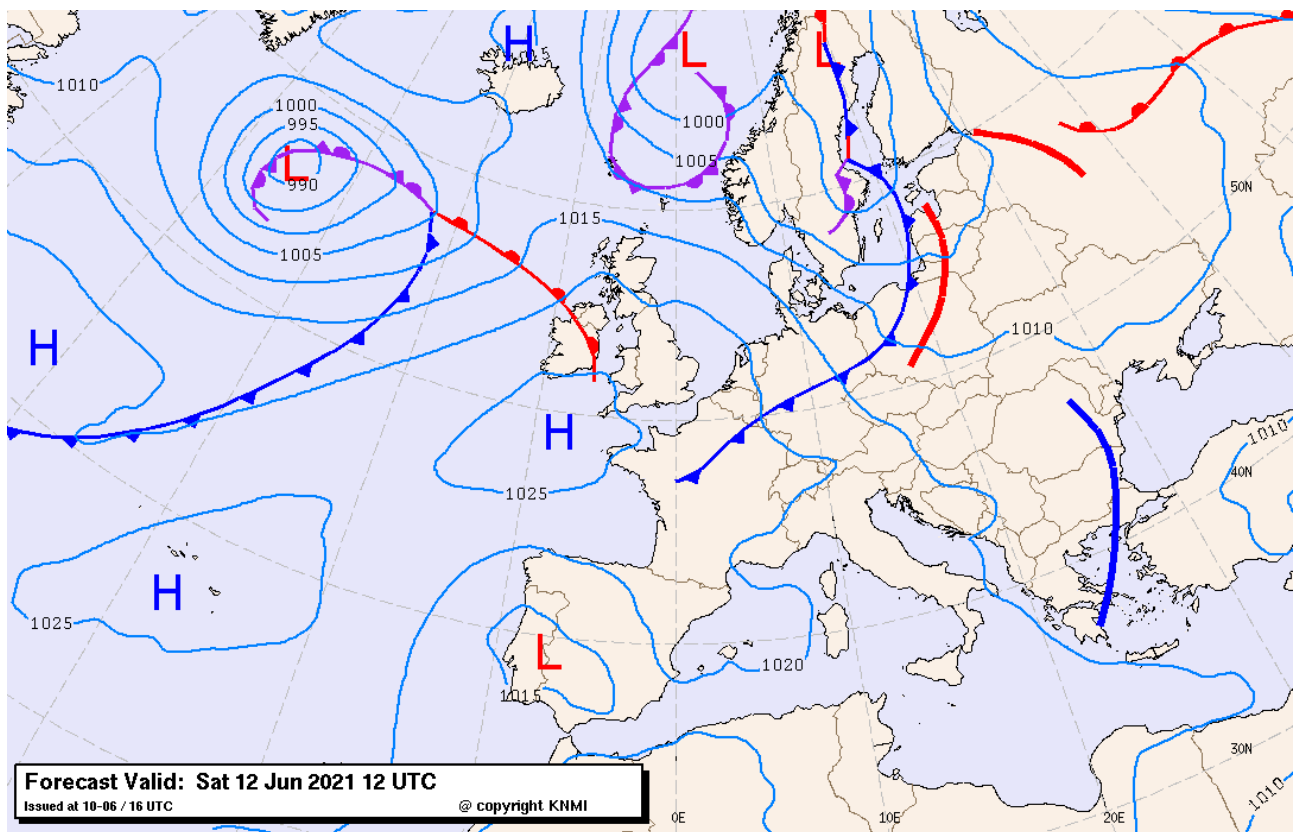 H
L
L
1015
1010
1000
995
L
990
1000
1005
50N
1015
1005
1010
H
1010
H
40N
1025
H
1025
L
1020
1015
30N
1010
Forecast Valid: Sat 12 Jun 2021 12 UTC
Issued at 10-06 / 16 UTC @ copyright KNMI
0E
10E
20E